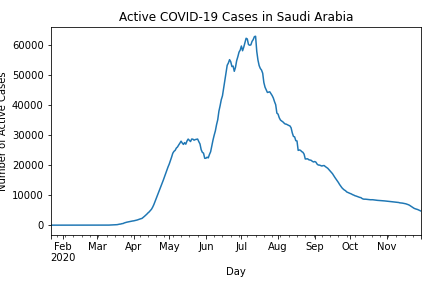 Active COVID-19 Cases in Saudi Arabia
Number of Active Cases
60000
50000
40000
30000
20000
10000
0
Feb Mar Apr May Jun Jul Aug Sep Oct Nov
2020
Day